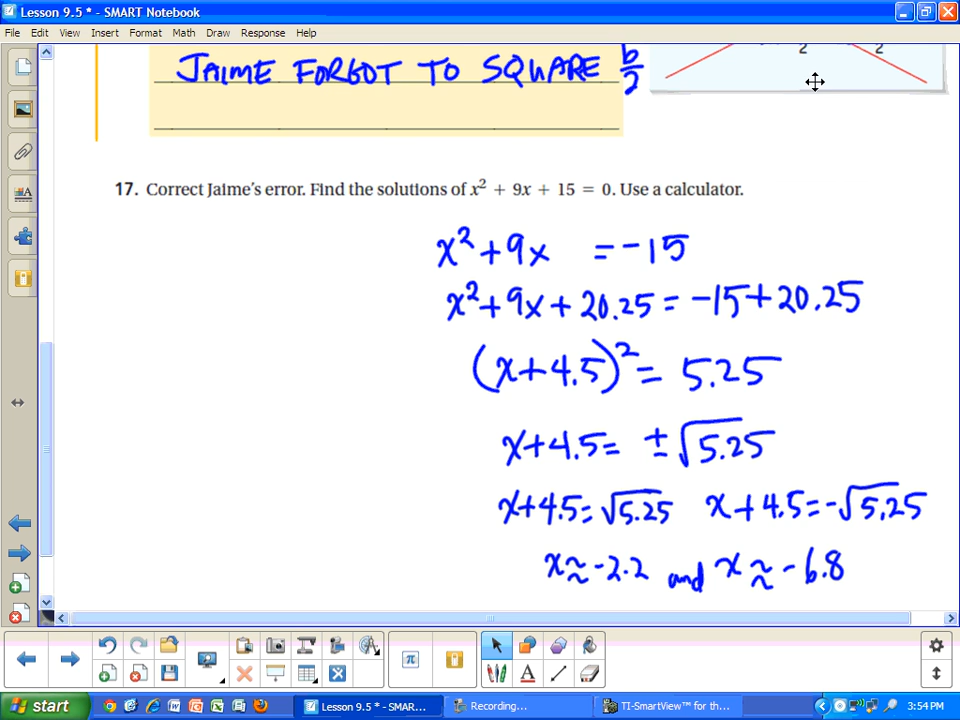 Lesson 9.5 * - SMART Notebook
File Edit View Insert Format Math Draw Response Help
JAIME FORGOT TO SQUARE b/2
2 2
17. Correct Jaime's error. Find the solutions of x² + 9x + 15 = 0. Use a calculator.
x² + 9x = -15
x² + 9x + 20.25 = -15 + 20.25
(x + 4.5)² = 5.25
x + 4.5 = ±√5.25
x + 4.5 = √5.25 x + 4.5 = -√5.25
x ≈ -2.2 and x ≈ -6.8
π
A
start Lesson 9.5 * - SMAR... Recording... TI-SmartView™ for th... 3:54 PM